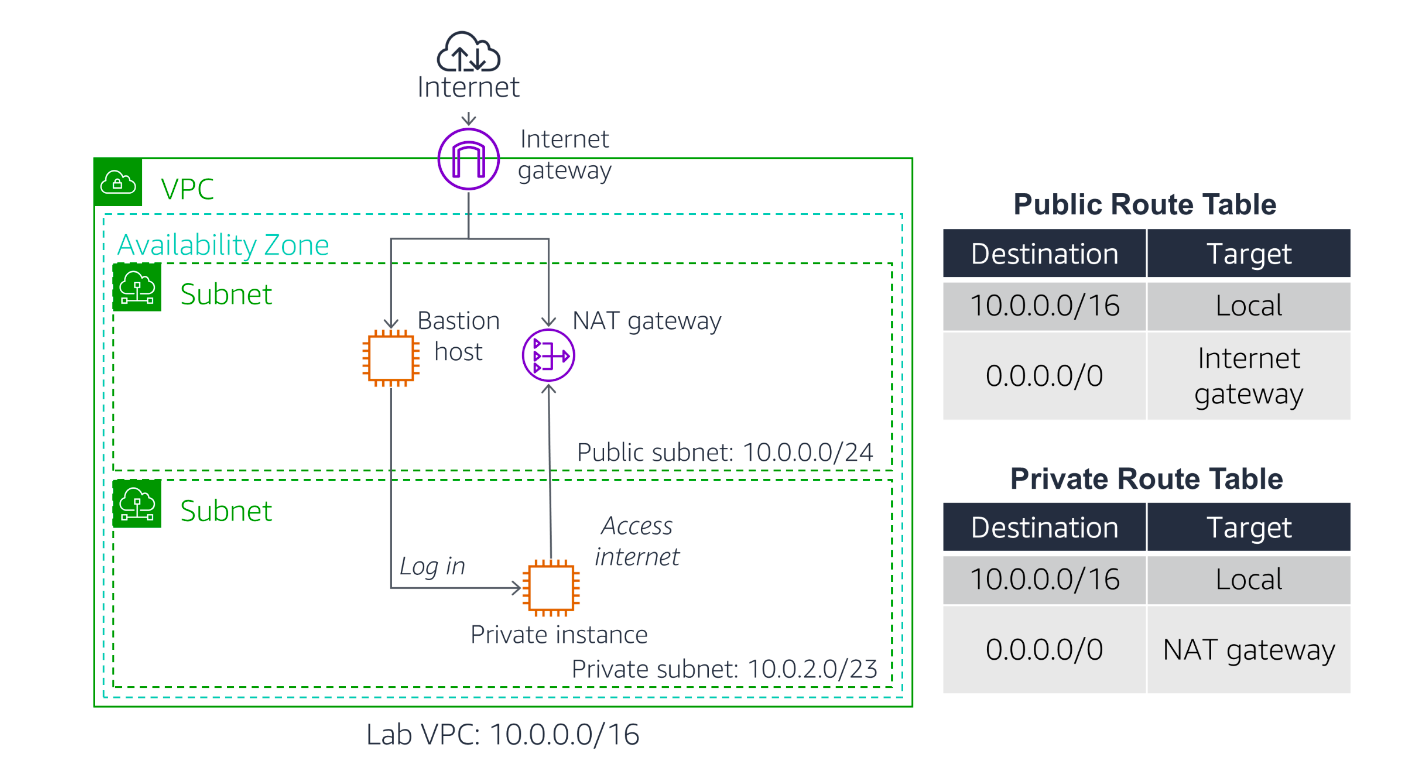 Internet
Internet
gateway
VPC
Availability Zone
Subnet
Bastion
host
NAT gateway
Public subnet: 10.0.0.0/24
Subnet
Access
internet
Log in
Private instance
Private subnet: 10.0.2.0/23
Lab VPC: 10.0.0.0/16
Public Route Table
Destination Target
10.0.0.0/16 Local
0.0.0.0/0 Internet
gateway
Private Route Table
Destination Target
10.0.0.0/16 Local
0.0.0.0/0 NAT gateway